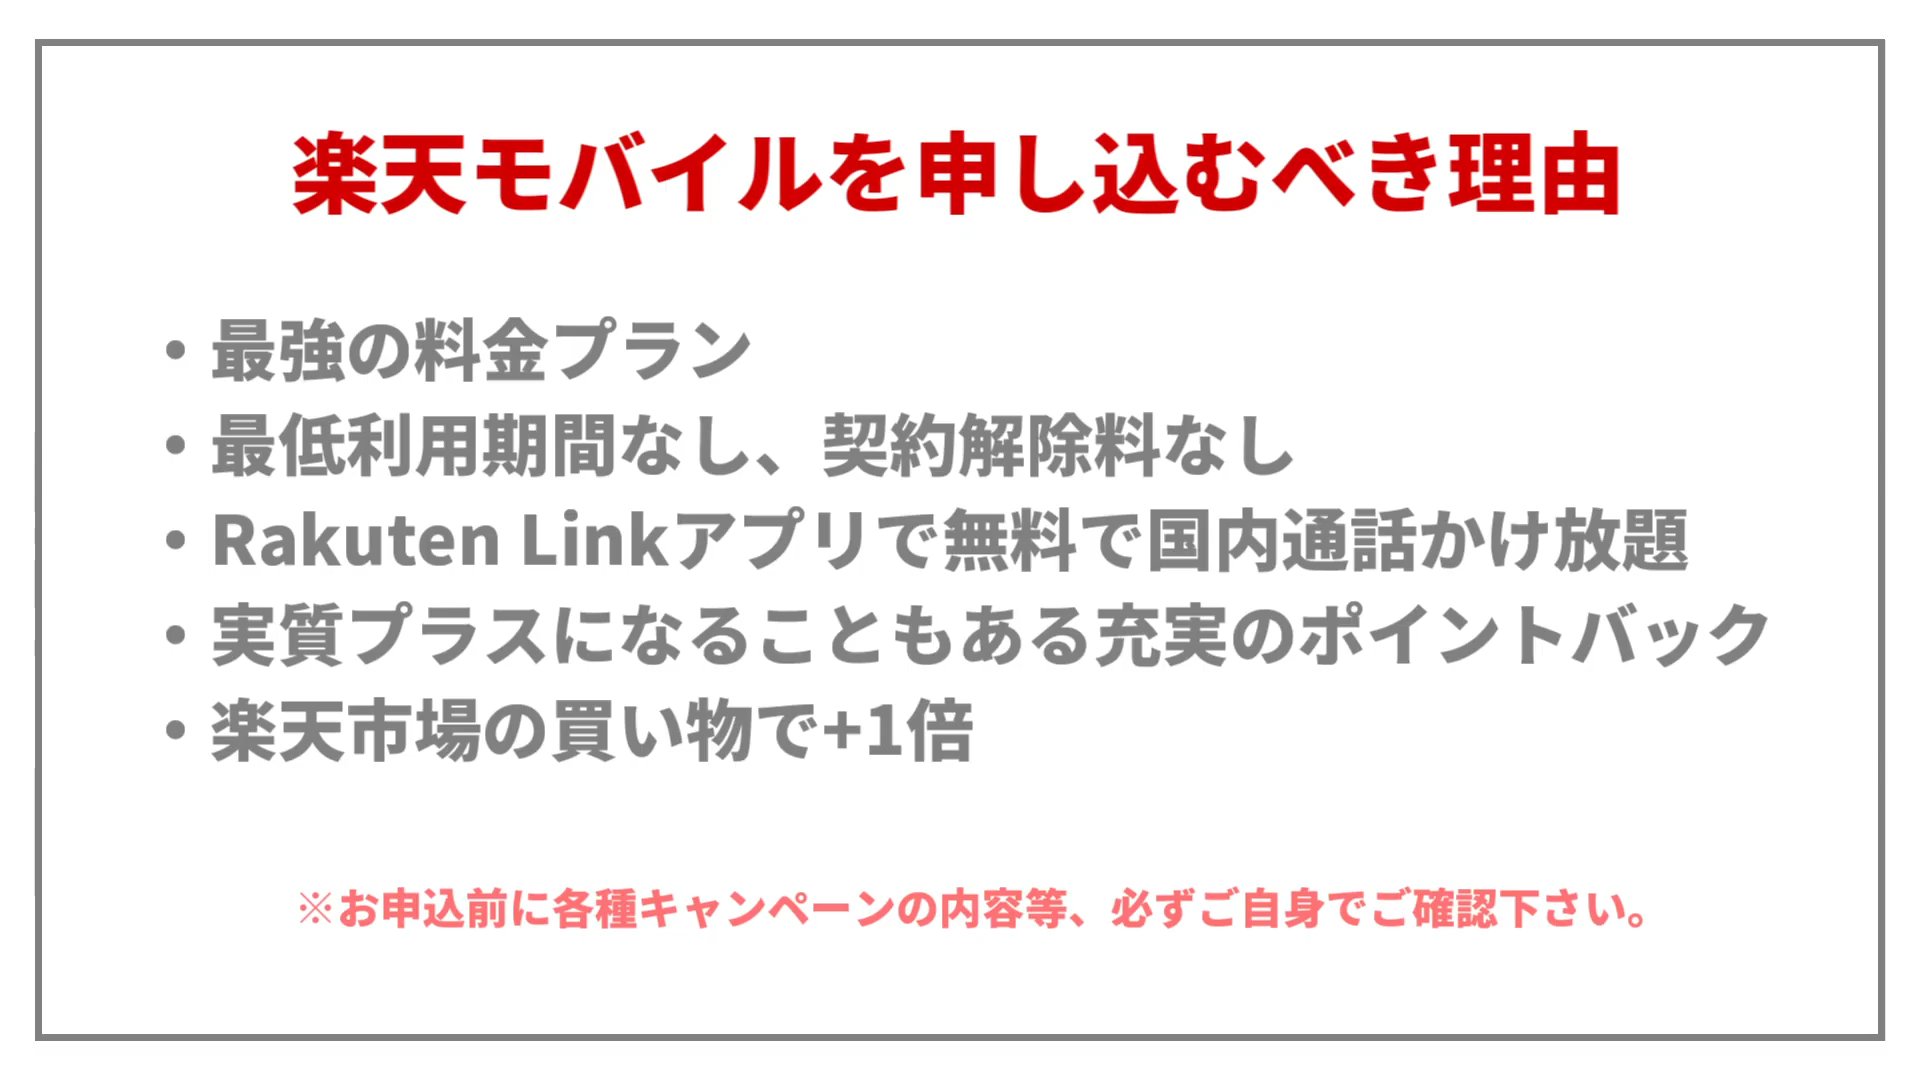 楽天モバイルを申し込むべき理由
・最強の料金プラン
・最低利用期間なし、契約解除料なし
・Rakuten Linkアプリで無料で国内通話かけ放題
・実質プラスになることもある充実のポイントバック
・楽天市場の買い物で+1倍
※お申込前に各種キャンペーンの内容等、必ずご自身でご確認下さい。